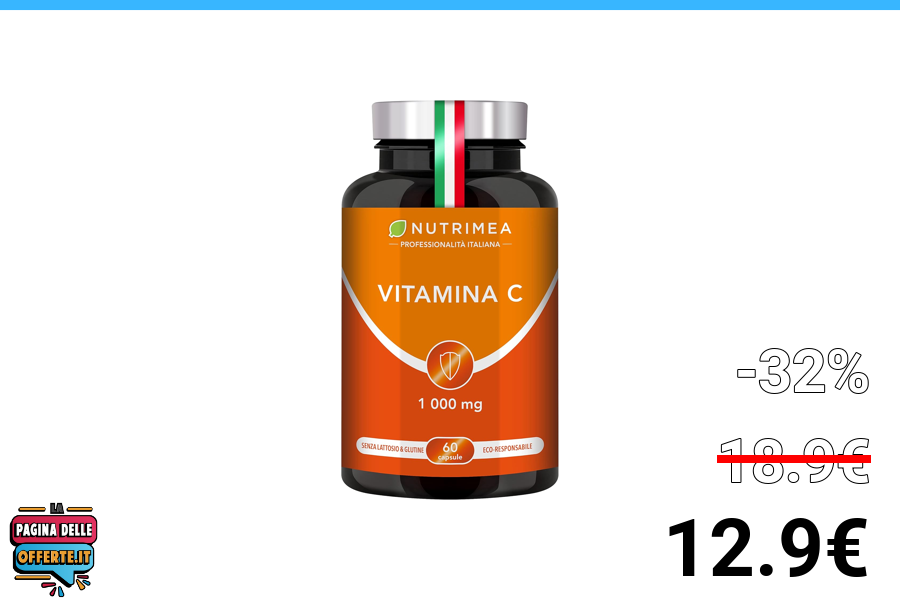 NUTRIMEA
PROFESSIONALITÀ ITALIANA
VITAMINA C
1 000 mg
SENZA LATTOSIO & GLUTINE
60
capsule
ECO-RESPONSABILE
-32%
18.9€
12.9€
LA
PAGINA DELLE
OFFERTE.IT